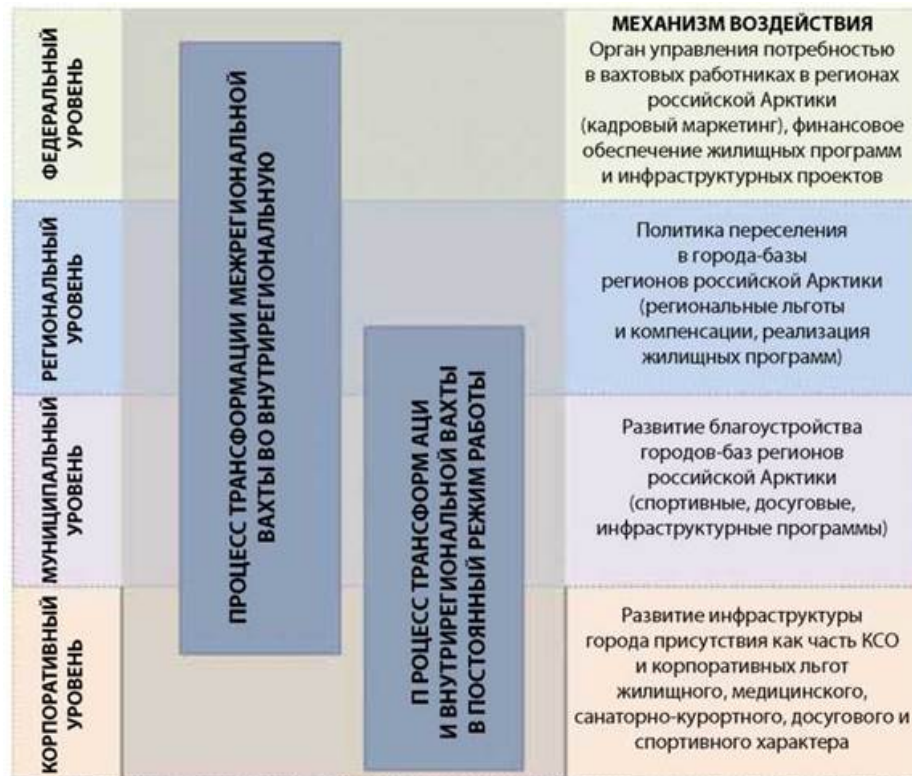 ФЕДЕРАЛЬНЫЙ
УРОВЕНЬ
МЕХАНИЗМ ВОЗДЕЙСТВИЯ
Орган управления потребностью
в вахтовых работниках в регионах
российской Арктики
(кадровый маркетинг), финансовое
обеспечение жилищных программ
и инфраструктурных проектов
РЕГИОНАЛЬНЫЙ
УРОВЕНЬ
Политика переселения
в города-базы
регионов российской Арктики
(региональные льготы
и компенсации, реализация
жилищных программ)
МУНИЦИПАЛЬНЫЙ
УРОВЕНЬ
Развитие благоустройства
городов-баз регионов
российской Арктики
(спортивные, досуговые,
инфраструктурные программы)
КОРПОРАТИВНЫЙ
УРОВЕНЬ
Развитие инфраструктуры
города присутствия как часть КСО
и корпоративных льгот
жилищного, медицинского,
санаторно-курортного, досугового и
спортивного характера
ПРОЦЕСС ТРАНСФОРМАЦИИ МЕЖРЕГИОНАЛЬНОЙ
ВАХТЫ ВО ВНУТРИРЕГИОНАЛЬНУЮ
ПРОЦЕСС ТРАНСФОРМ АЦИ
И ВНУТРИРЕГИОНАЛЬНОЙ ВАХТЫ
В ПОСТОЯННЫЙ РЕЖИМ РАБОТЫ